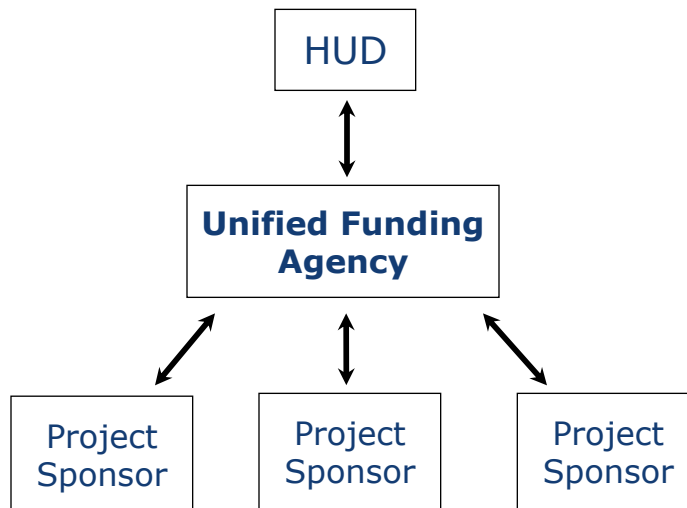 HUD
Unified Funding
Agency
Project
Sponsor
Project
Sponsor
Project
Sponsor